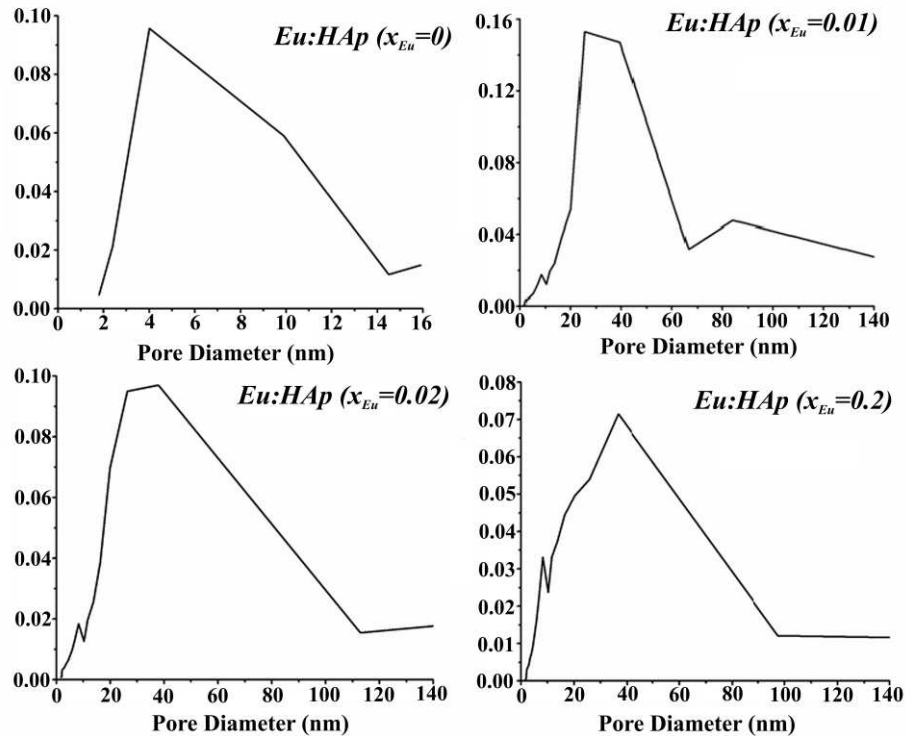 0.10
0.08
0.06
0.04
0.02
0.00
0 2 4 6 8 10 12 14 16
Pore Diameter (nm)
Eu:HAp (xEu=0)
0.16
0.12
0.08
0.04
0.00
0 20 40 60 80 100 120 140
Pore Diameter (nm)
Eu:HAp (xEu=0.01)
0.10
0.08
0.06
0.04
0.02
0.00
0 20 40 60 80 100 120 140
Pore Diameter (nm)
Eu:HAp (xEu=0.02)
0.08
0.07
0.06
0.05
0.04
0.03
0.02
0.01
0.00
0 20 40 60 80 100 120 140
Pore Diameter (nm)
Eu:HAp (xEu=0.2)